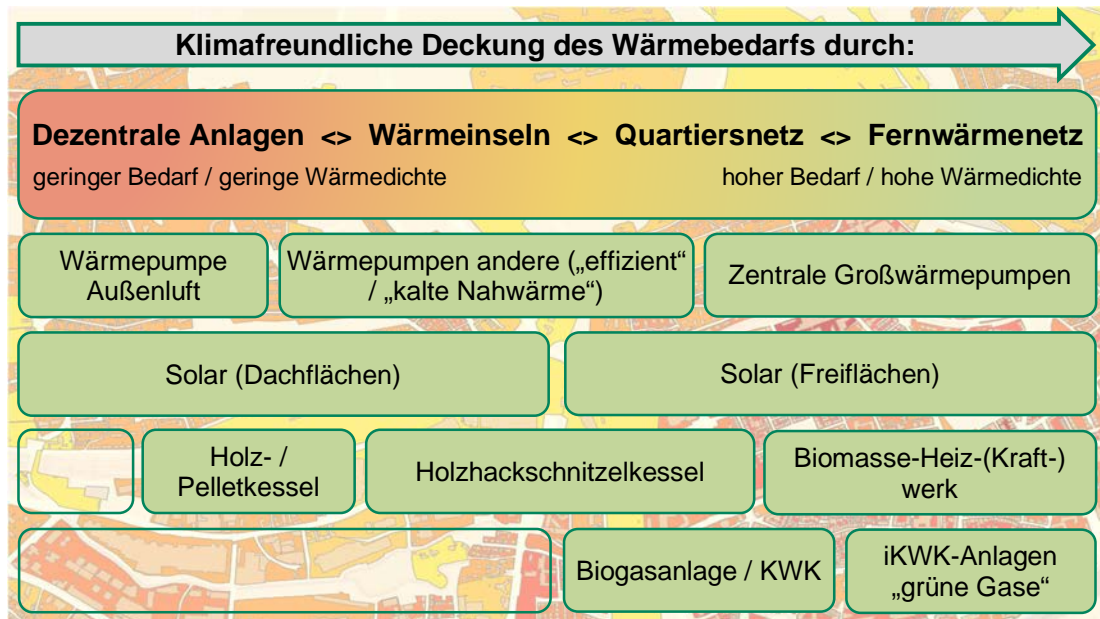 Klimafreundliche Deckung des Wärmebedarfs durch:
Dezentrale Anlagen <> Wärmeinseln <> Quartiersnetz <> Fernwärmenetz
geringer Bedarf / geringe Wärmedichte
hoher Bedarf / hohe Wärmedichte
Wärmepumpe
Außenluft
Wärmepumpen andere („effizient“
/ „kalte Nahwärme“)
Zentrale Großwärmepumpen
Solar (Dachflächen)
Solar (Freiflächen)
Holz- /
Pelletkessel
Holzhackschnitzelkessel
Biomasse-Heiz-(Kraft-)
werk
Biogasanlage / KWK
iKWK-Anlagen
„grüne Gase“